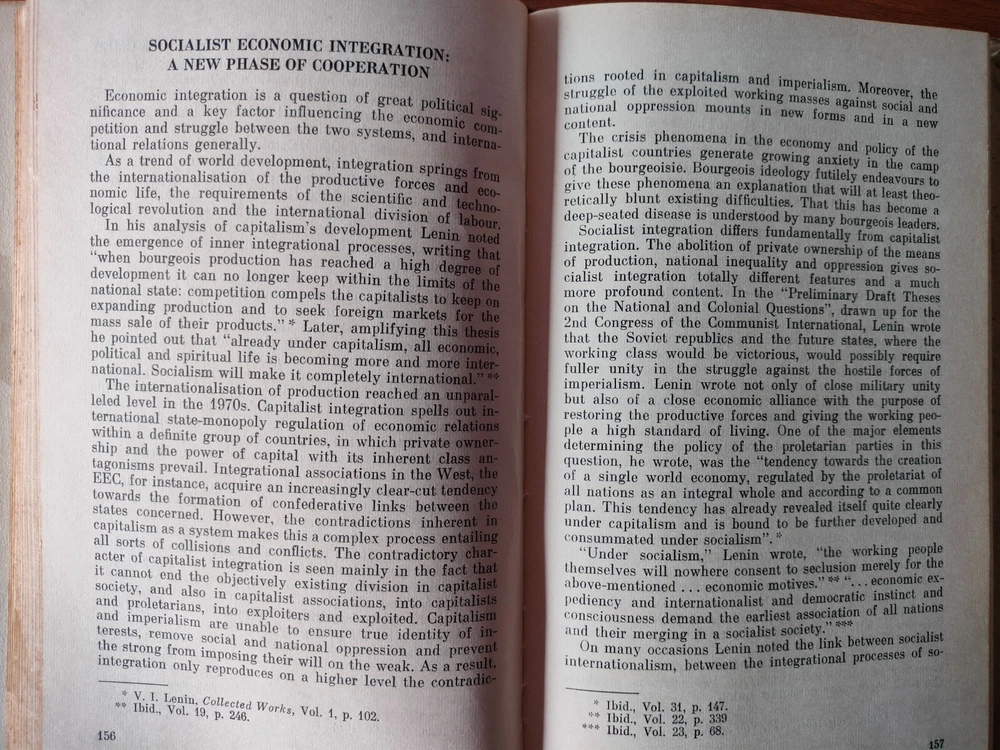 SOCIALIST ECONOMIC INTEGRATION:
A NEW PHASE OF COOPERATION
Economic integration is a question of great political sig-
nificance and a key factor influencing the economic com-
petition and struggle between the two systems, and interna-
tional relations generally.
As a trend of world development, integration springs from
the internationalisation of the productive forces and eco-
nomic life, the requirements of the scientific and techno-
logical revolution and the international division of labour.
In his analysis of capitalism's development Lenin noted
the emergence of inner integrational processes, writing that
“when bourgeois production has reached a high degree of
development it can no longer keep within the limits of the
national state: competition compels the capitalists to keep on
expanding production and to seek foreign markets for the
mass sale of their products.” * Later, amplifying this thesis
he pointed out that “already under capitalism, all economic,
political and spiritual life is becoming more and more inter-
national. Socialism will make it completely international.” **
The internationalisation of production reached an unparal-
leled level in the 1970s. Capitalist integration spells out in-
ternational state-monopoly regulation of economic relations
within a definite group of countries, in which private owner-
ship and the power of capital with its inherent class an-
tagonisms prevail. Integrational associations in the West, the
EEC, for instance, acquire an increasingly clear-cut tendency
towards the formation of confederative links between the
states concerned. However, the contradictions inherent in
capitalism as a system makes this a complex process entailing
all sorts of collisions and conflicts. The contradictory char-
acter of capitalist integration is seen mainly in the fact that
it cannot end the objectively existing division in capitalist
society, and also in capitalist associations, into capitalists
and proletarians, into exploiters and exploited. Capitalism
and imperialism are unable to ensure true identity of in-
terests, remove social and national oppression and prevent
the strong from imposing their will on the weak. As a result,
integration only reproduces on a higher level the contradic-
* V. I. Lenin, Collected Works, Vol. 1, p. 102.
** Ibid., Vol. 19, p. 246.
156
tions rooted in capitalism and imperialism. Moreover, the
struggle of the exploited working masses against social and
national oppression mounts in new forms and in a new
content.
The crisis phenomena in the economy and policy of the
capitalist countries generate growing anxiety in the camp
of the bourgeoisie. Bourgeois ideology futilely endeavours to
give these phenomena an explanation that will at least theo-
retically blunt existing difficulties. That this has become a
deep-seated disease is understood by many bourgeois leaders.
Socialist integration differs fundamentally from capitalist
integration. The abolition of private ownership of the means
of production, national inequality and oppression gives so-
cialist integration totally different features and a much
more profound content. In the “Preliminary Draft Theses
on the National and Colonial Questions”, drawn up for the
2nd Congress of the Communist International, Lenin wrote
that the Soviet republics and the future states, where the
working class would be victorious, would possibly require
fuller unity in the struggle against the hostile forces of
imperialism. Lenin wrote not only of close military unity
but also of a close economic alliance with the purpose of
restoring the productive forces and giving the working peo-
ple a high standard of living. One of the major elements
determining the policy of the proletarian parties in this
question, he wrote, was the “tendency towards the creation
of a single world economy, regulated by the proletariat of
all nations as an integral whole and according to a common
plan. This tendency has already revealed itself quite clearly
under capitalism and is bound to be further developed and
consummated under socialism”. *
“Under socialism,” Lenin wrote, “the working people
themselves will nowhere consent to seclusion merely for the
above-mentioned . . . economic motives.” ** “. . . economic ex-
pediency and internationalist and democratic instinct and
consciousness demand the earliest association of all nations
and their merging in a socialist society.” ***
On many occasions Lenin noted the link between socialist
internationalism, between the integrational processes of so-
* Ibid., Vol. 31, p. 147.
** Ibid., Vol. 22, p. 339
*** Ibid., Vol. 23, p. 68.
157